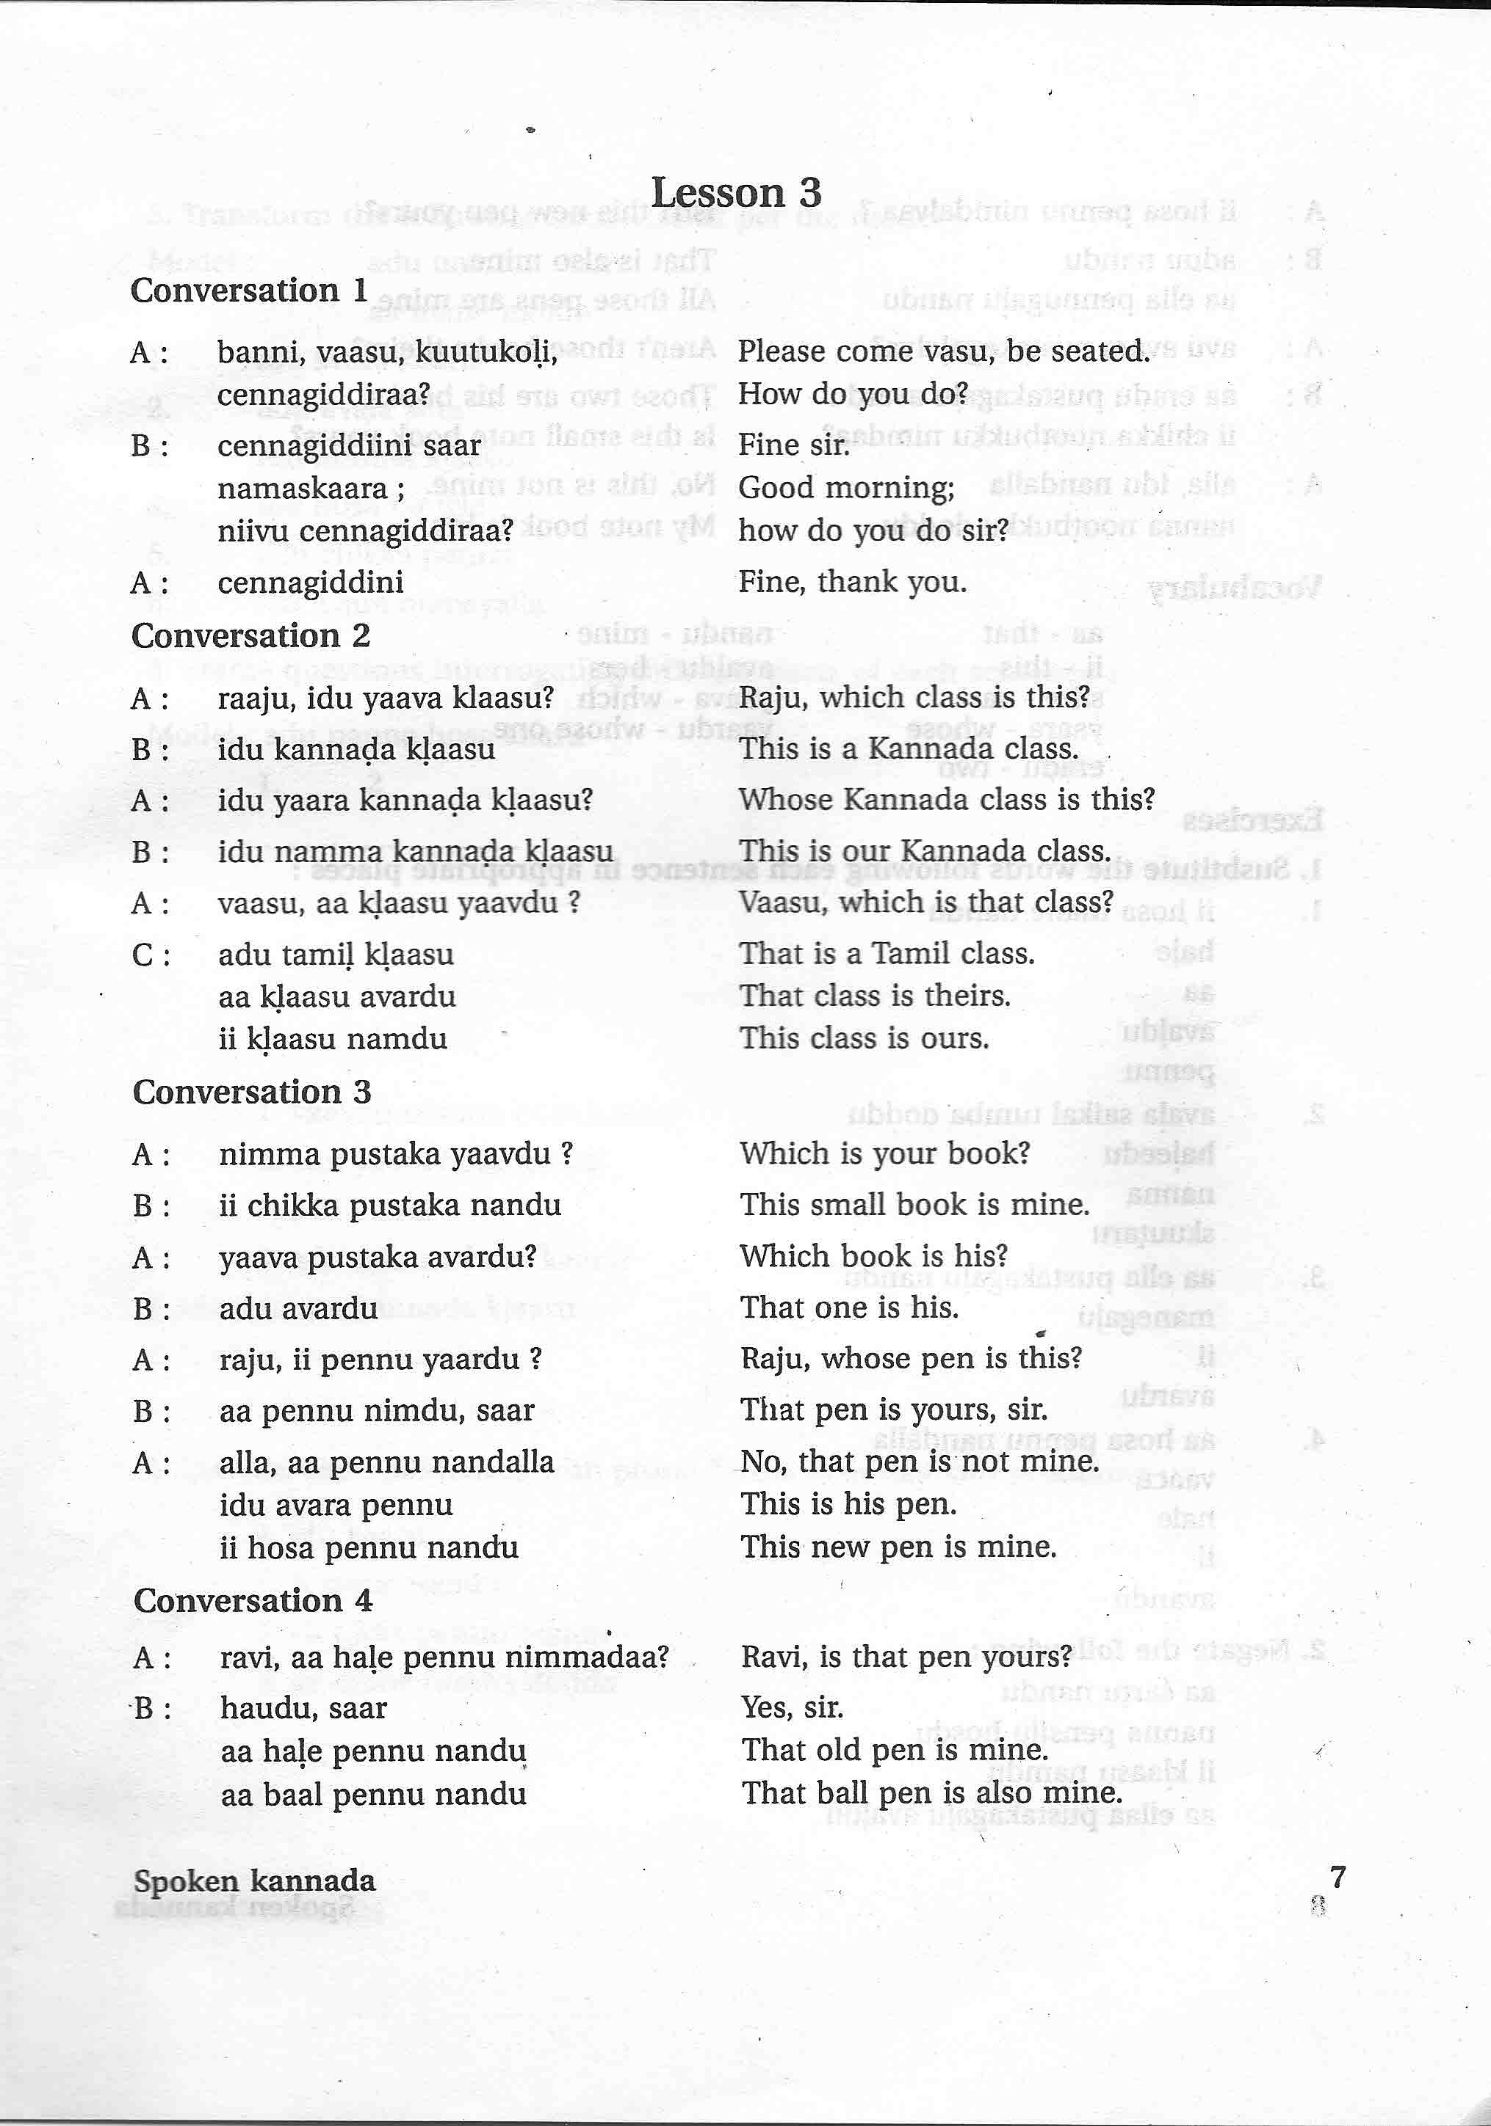 Lesson 3
Conversation 1
A : banni, vaasu, kuutukoḷi, Please come vasu, be seated.
cennagiddiraa? How do you do?
B : cennagiddiini saar Fine sir.
namaskaara ; Good morning;
niivu cennagiddiraa? how do you do sir?
A : cennagiddini Fine, thank you.
Conversation 2
A : raaju, idu yaava klaasu? Raju, which class is this?
B : idu kannaḍa kḷaasu This is a Kannada class.
A : idu yaara kannaḍa kḷaasu? Whose Kannada class is this?
B : idu namma kannaḍa kḷaasu This is our Kannada class.
A : vaasu, aa kḷaasu yaavdu ? Vaasu, which is that class?
C : adu tamiḷ kḷaasu That is a Tamil class.
aa kḷaasu avardu That class is theirs.
ii kḷaasu namdu This class is ours.
Conversation 3
A : nimma pustaka yaavdu ? Which is your book?
B : ii chikka pustaka nandu This small book is mine.
A : yaava pustaka avardu? Which book is his?
B : adu avardu That one is his.
A : raju, ii pennu yaardu ? Raju, whose pen is this?
B : aa pennu nimdu, saar That pen is yours, sir.
A : alla, aa pennu nandalla No, that pen is not mine.
idu avara pennu This is his pen.
ii hosa pennu nandu This new pen is mine.
Conversation 4
A : ravi, aa haḷe pennu nimmadaa? Ravi, is that pen yours?
B : haudu, saar Yes, sir.
aa haḷe pennu nandu That old pen is mine.
aa baal pennu nandu That ball pen is also mine.
Spoken kannada 7
8